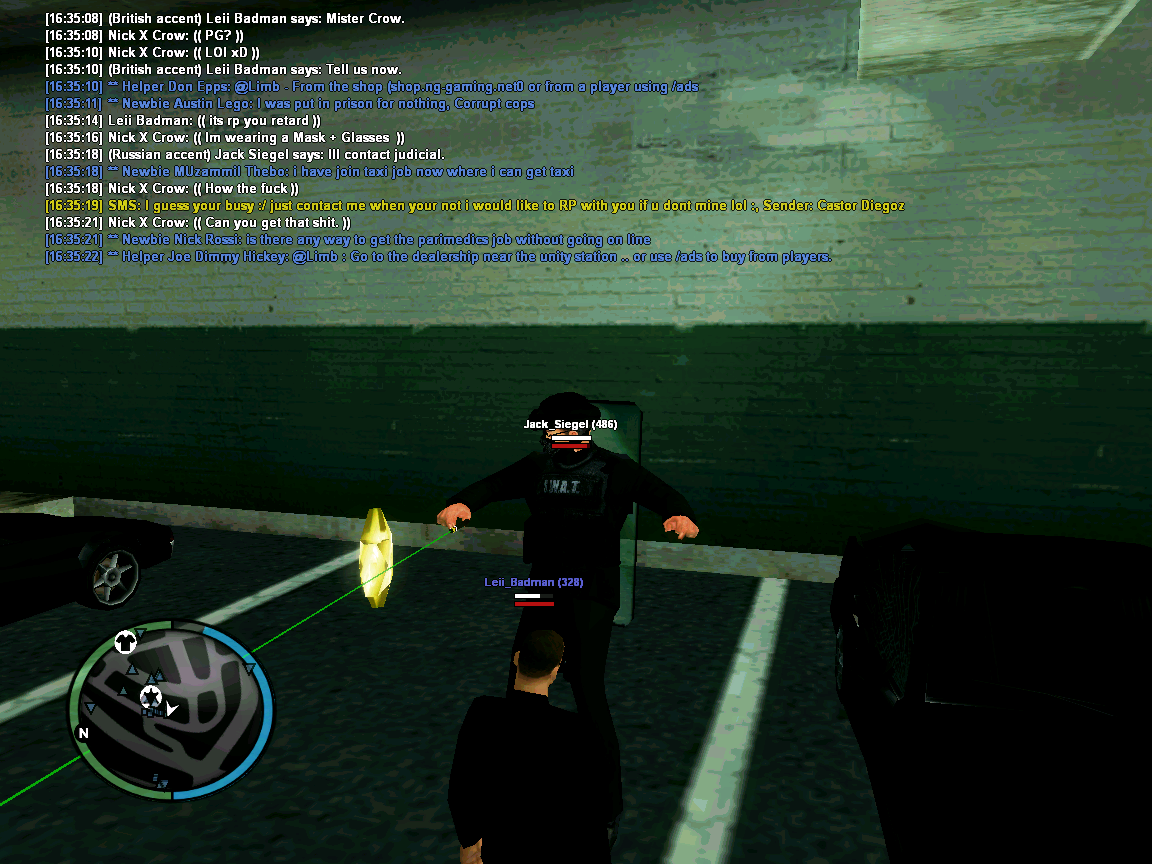 [16:35:08] (British accent) Leii Badman says: Mister Crow.
[16:35:08] Nick X Crow: (( PG? ))
[16:35:10] Nick X Crow: (( LOl xD ))
[16:35:10] (British accent) Leii Badman says: Tell us now.
[16:35:10] ** Helper Don Epps: @Limb - From the shop (shop.ng-gaming.net0 or from a player using /ads
[16:35:11] ** Newbie Austin Lego: I was put in prison for nothing, Corrupt cops
[16:35:14] Leii Badman: (( its rp you retard ))
[16:35:16] Nick X Crow: (( Im wearing a Mask + Glasses  ))
[16:35:18] (Russian accent) Jack Siegel says: Ill contact judicial.
[16:35:18] ** Newbie MUzammil Thebo: i have join taxi job now where i can get taxi
[16:35:18] Nick X Crow: (( How the fuck ))
[16:35:19] SMS: I guess your busy :/ just contact me when your not i would like to RP with you if u dont mine lol :, Sender: Castor Diegoz
[16:35:21] Nick X Crow: (( Can you get that shit. ))
[16:35:21] ** Newbie Nick Rossi: is there any way to get the parimedics job without going on line
[16:35:22] ** Helper Joe Dimmy Hickey: @Limb : Go to the dealership near the unity station .. or use /ads to buy from players.
Jack_Siegel (486)
S.W.A.T.
Leii_Badman (328)
N